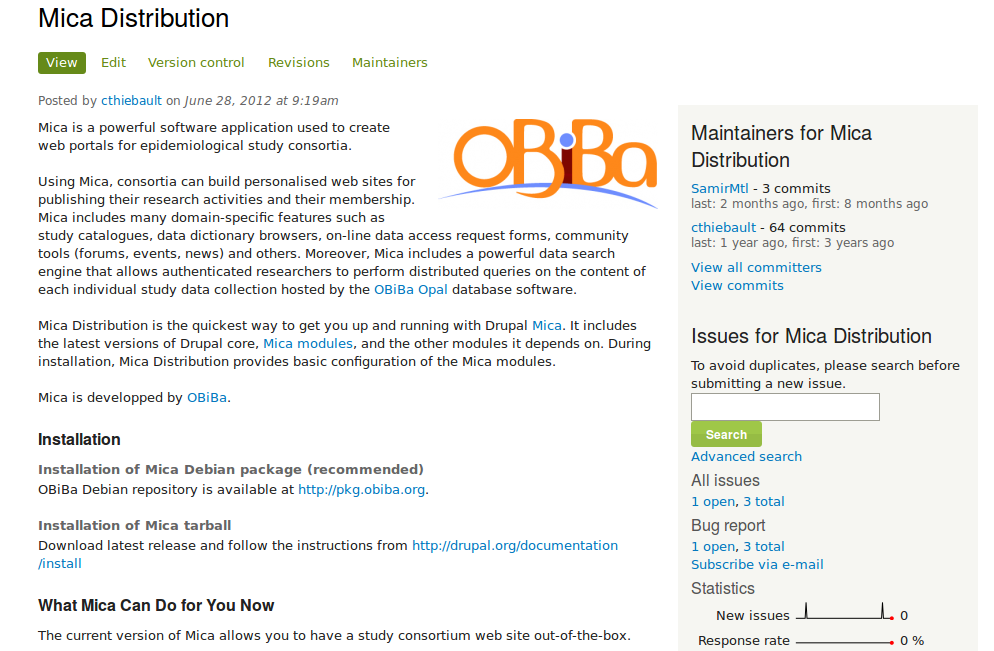 Mica Distribution
View Edit Version control Revisions Maintainers
Posted by cthiebault on June 28, 2012 at 9:19am
Mica is a powerful software application used to create
web portals for epidemiological study consortia.
OBiBa
Using Mica, consortia can build personalised web sites for
publishing their research activities and their membership.
Mica includes many domain-specific features such as
study catalogues, data dictionary browsers, on-line data access request forms, community
tools (forums, events, news) and others. Moreover, Mica includes a powerful data search
engine that allows authenticated researchers to perform distributed queries on the content of
each individual study data collection hosted by the OBiBa Opal database software.
Mica Distribution is the quickest way to get you up and running with Drupal Mica. It includes
the latest versions of Drupal core, Mica modules, and the other modules it depends on. During
installation, Mica Distribution provides basic configuration of the Mica modules.
Mica is developped by OBiBa.
Installation
Installation of Mica Debian package (recommended)
OBiBa Debian repository is available at http://pkg.obiba.org.
Installation of Mica tarball
Download latest release and follow the instructions from http://drupal.org/documentation
/install
What Mica Can Do for You Now
The current version of Mica allows you to have a study consortium web site out-of-the-box.
Maintainers for Mica
Distribution
SamirMtl - 3 commits
last: 2 months ago, first: 8 months ago
cthiebault - 64 commits
last: 1 year ago, first: 3 years ago
View all committers
View commits
Issues for Mica Distribution
To avoid duplicates, please search before
submitting a new issue.
Search
Advanced search
All issues
1 open, 3 total
Bug report
1 open, 3 total
Subscribe via e-mail
Statistics
New issues 0
Response rate 0 %